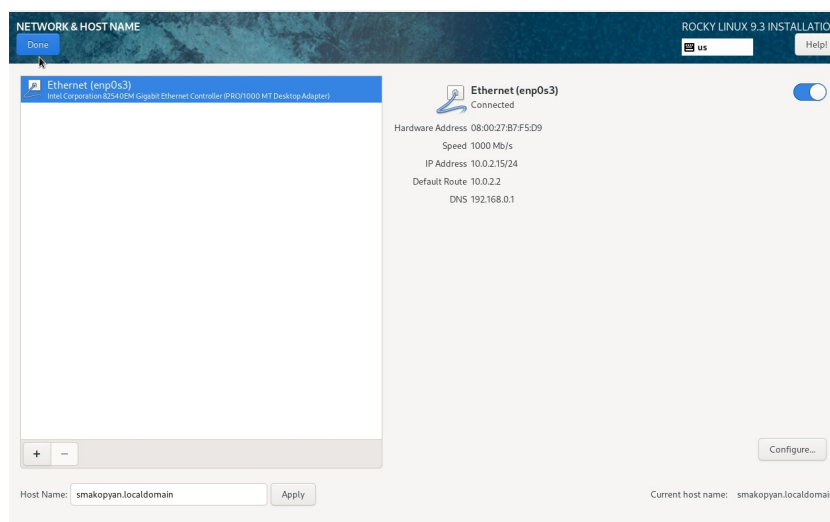 NETWORK & HOST NAME
ROCKY LINUX 9.3 INSTALLATIO
Done
us
Help!
Ethernet (enp0s3)
Intel Corporation 82540EM Gigabit Ethernet Controller (PRO/1000 MT Desktop Adapter)
Ethernet (enp0s3)
Connected
Hardware Address 08:00:27:B7:F5:D9
Speed 1000 Mb/s
IP Address 10.0.2.15/24
Default Route 10.0.2.2
DNS 192.168.0.1
+ −
Configure...
Host Name: smakopyan.localdomain Apply
Current host name: smakopyan.localdomai